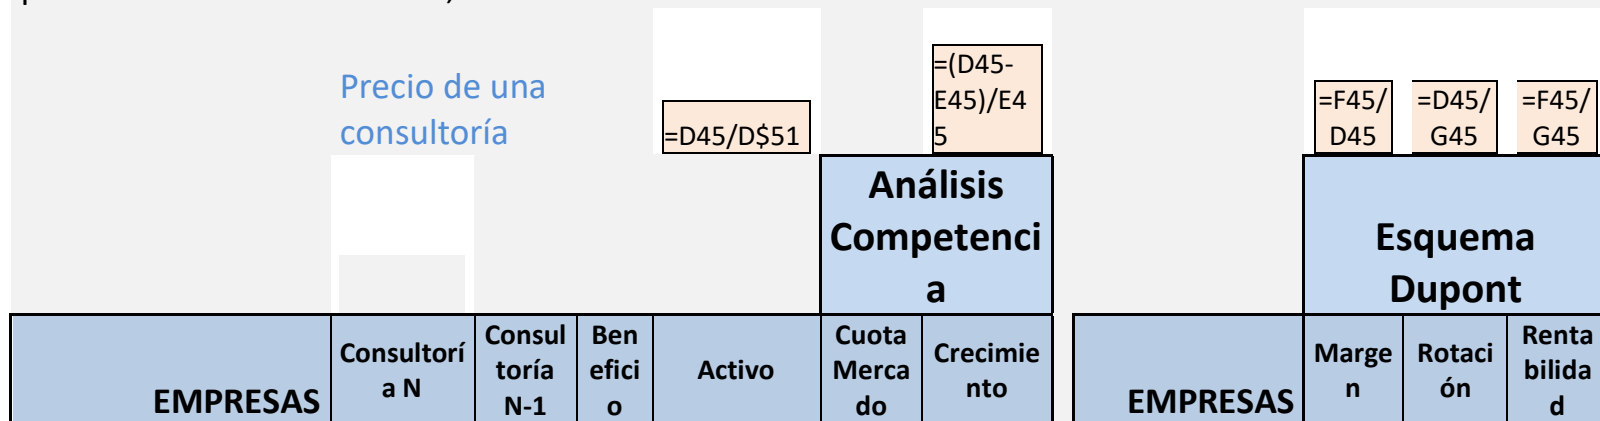 Precio de una
consultoría
=D45/D$51
=(D45-
E45)/E4
5
=F45/
D45
=D45/
G45
=F45/
G45
Análisis
Competenci
a
Esquema
Dupont
EMPRESAS
Consultorí
a N
Consul
toría
N-1
Ben
efici
o
Activo
Cuota
Merca
do
Crecimie
nto
EMPRESAS
Marge
n
Rotaci
ón
Renta
bilida
d